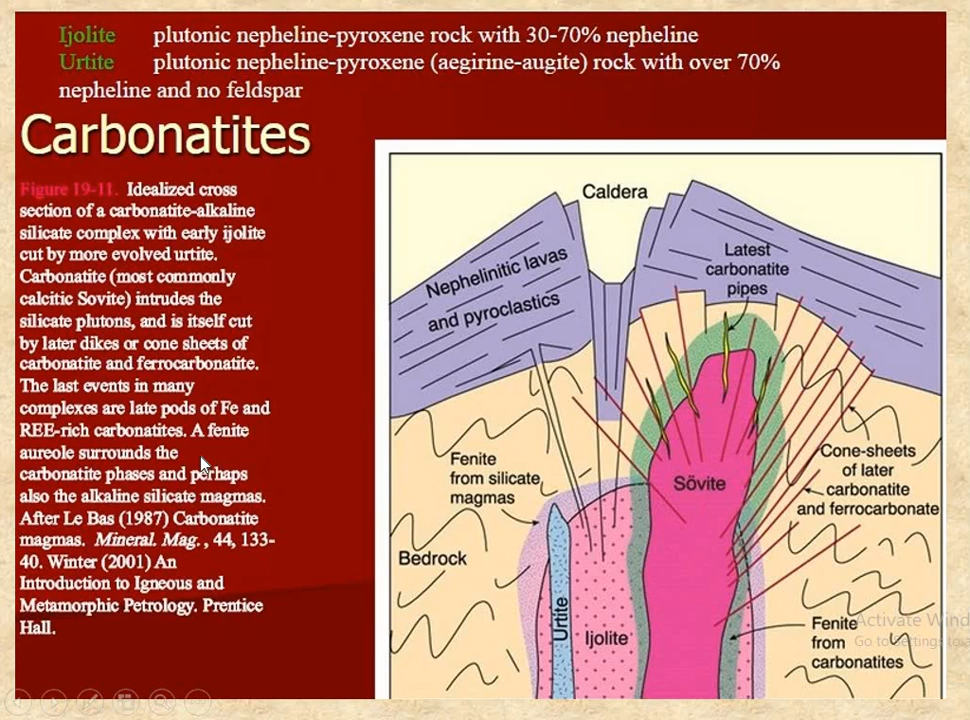 Ijolite plutonic nepheline-pyroxene rock with 30-70% nepheline
Urtite plutonic nepheline-pyroxene (aegirine-augite) rock with over 70%
nepheline and no feldspar
Carbonatites
Figure 19-11. Idealized cross
section of a carbonatite-alkaline
silicate complex with early ijolite
cut by more evolved urtite.
Carbonatite (most commonly
calcitic Sovite) intrudes the
silicate plutons, and is itself cut
by later dikes or cone sheets of
carbonatite and ferrocarbonatite.
The last events in many
complexes are late pods of Fe and
REE-rich carbonatites. A fenite
aureole surrounds the
carbonatite phases and perhaps
also the alkaline silicate magmas.
After Le Bas (1987) Carbonatite
magmas. Mineral. Mag., 44, 133-
40. Winter (2001) An
Introduction to Igneous and
Metamorphic Petrology. Prentice
Hall.
Caldera
Nephelinitic lavas
and pyroclastics
Latest
carbonatite
pipes
Fenite
from silicate
magmas
Sövite
Cone-sheets
of later
carbonatite
and ferrocarbonate
Bedrock
Urtite
Ijolite
Fenite
from
carbonatites
Activate Wind
Go to Settings to a